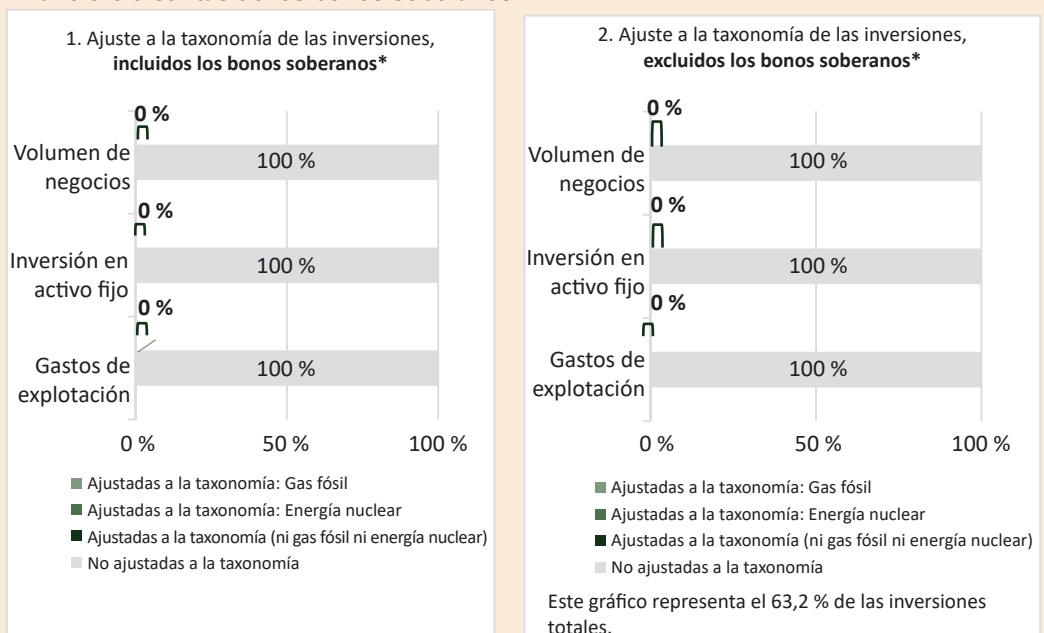 1. Ajuste a la taxonomía de las inversiones,
incluidos los bonos soberanos*
0 %
Volumen de
negocios
100 %
0 %
Inversión en
activo fijo
100 %
0 %
Gastos de
explotación
100 %
0 %
50 %
100 %
Ajustadas a la taxonomía: Gas fósil
Ajustadas a la taxonomía: Energía nuclear
Ajustadas a la taxonomía (ni gas fósil ni energía nuclear)
No ajustadas a la taxonomía
2. Ajuste a la taxonomía de las inversiones,
excluidos los bonos soberanos*
0 %
Volumen de
negocios
100 %
0 %
Inversión en
activo fijo
100 %
0 %
Gastos de
explotación
100 %
0 %
50 %
100 %
Ajustadas a la taxonomía: Gas fósil
Ajustadas a la taxonomía: Energía nuclear
Ajustadas a la taxonomía (ni gas fósil ni energía nuclear)
No ajustadas a la taxonomía
Este gráfico representa el 63,2 % de las inversiones
totales.